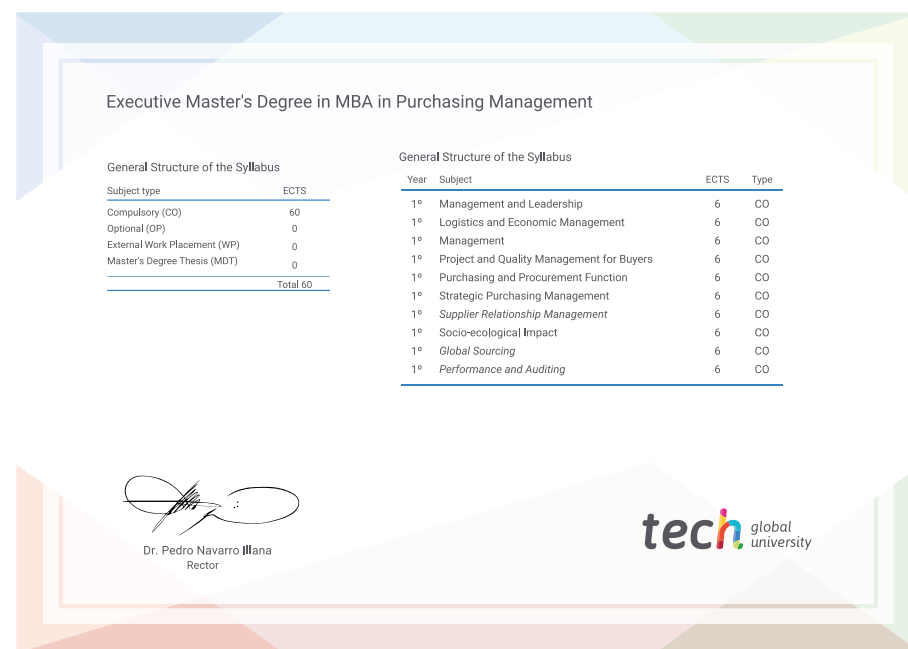 Executive Master's Degree in MBA in Purchasing Management
General Structure of the Syllabus
Subject type ECTS
Compulsory (CO) 60
Optional (OP) 0
External Work Placement (WP) 0
Master's Degree Thesis (MDT) 0
Total 60
General Structure of the Syllabus
Year Subject ECTS Type
1º Management and Leadership 6 CO
1º Logistics and Economic Management 6 CO
1º Management 6 CO
1º Project and Quality Management for Buyers 6 CO
1º Purchasing and Procurement Function 6 CO
1º Strategic Purchasing Management 6 CO
1º Supplier Relationship Management 6 CO
1º Socio-ecological Impact 6 CO
1º Global Sourcing 6 CO
1º Performance and Auditing 6 CO
Dr. Pedro Navarro Illana
Rector
tech global
university